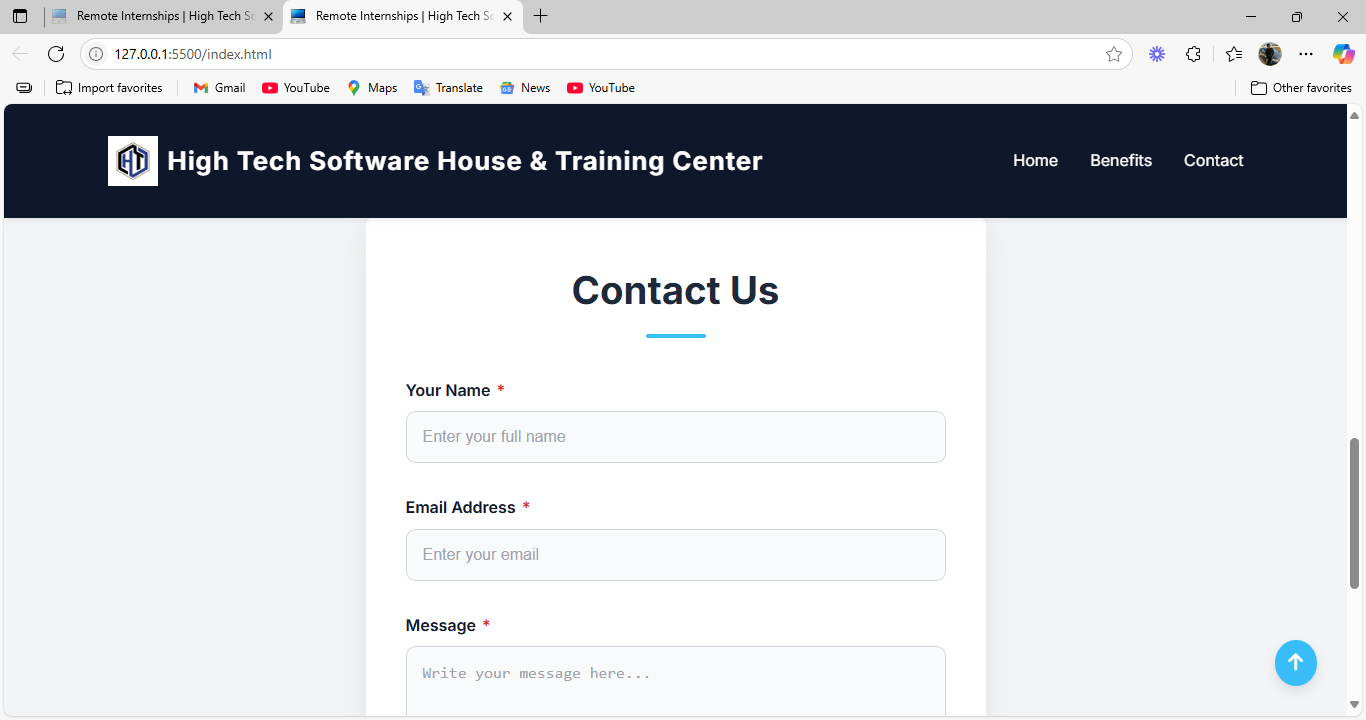 Remote Internships | High Tech So
Remote Internships | High Tech So
127.0.0.1:5500/index.html
Import favorites
Gmail
YouTube
Maps
Translate
News
YouTube
Other favorites
HT
High Tech Software House & Training Center
Home
Benefits
Contact
Contact Us
Your Name *
Enter your full name
Email Address *
Enter your email
Message *
Write your message here...